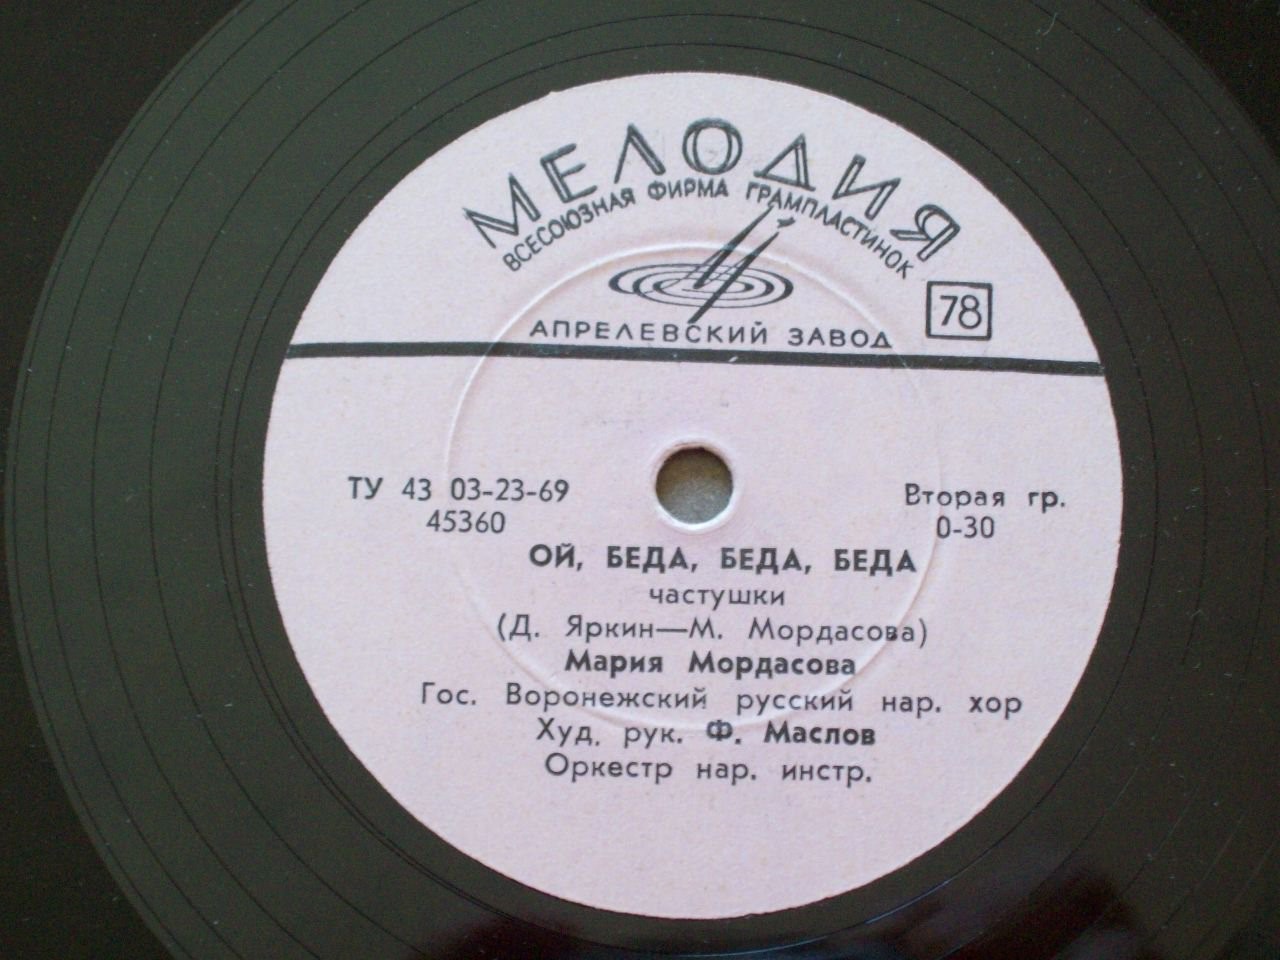 МЕЛОДИЯ
ВСЕСОЮЗНАЯ ФИРМА ГРАМПЛАСТИНОК
АПРЕЛЕВСКИЙ ЗАВОД
78
ТУ 43 03-23-69
45360
Вторая гр.
0-30
ОЙ, БЕДА, БЕДА, БЕДА
частушки
(Д. Яркин—М. Мордасова)
Мария Мордасова
Гос. Воронежский русский нар. хор
Худ. рук. Ф. Маслов
Оркестр нар. инстр.